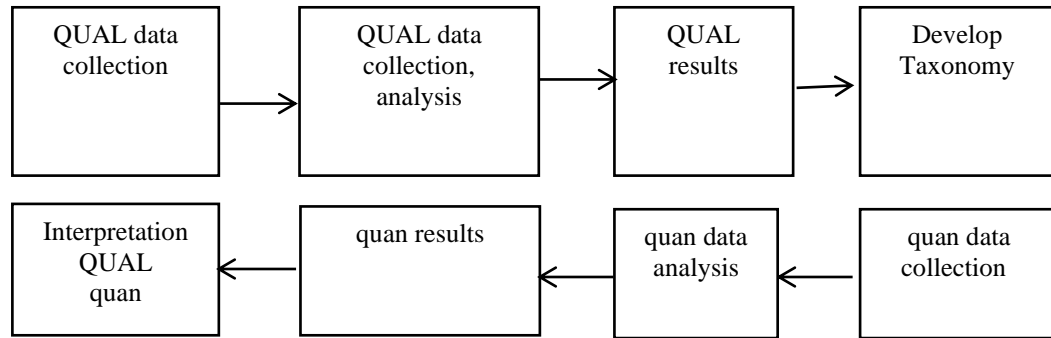 QUAL data
collection
QUAL data
collection,
analysis
QUAL
results
Develop
Taxonomy
Interpretation
QUAL
quan
quan results
quan data
analysis
quan data
collection